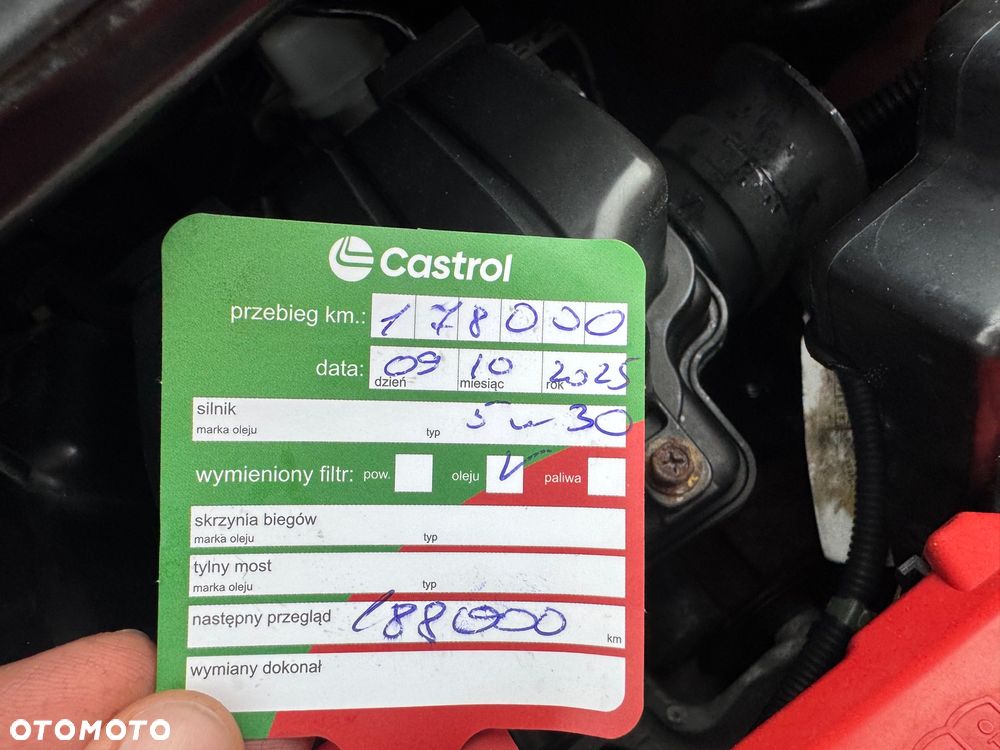 Castrol
przebieg km.: 178000
data: 09 10 2025
dzień miesiąc rok
silnik 5w-30
marka oleju typ
wymieniony filtr: pow. oleju V paliwa
skrzynia biegów
marka oleju typ
tylny most
marka oleju typ
następny przegląd 188000 km
wymiany dokonał
OTOMOTO